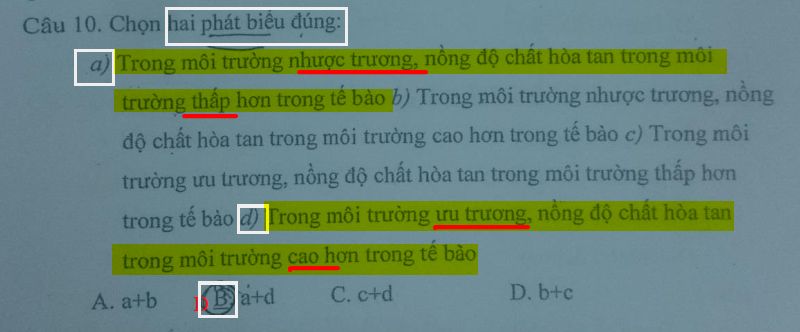 Câu 10. Chọn hai phát biểu đúng:
a) Trong môi trường nhược trương, nồng độ chất hòa tan trong môi
trường thấp hơn trong tế bào b) Trong môi trường nhược trương, nồng
độ chất hòa tan trong môi trường cao hơn trong tế bào c) Trong môi
trường ưu trương, nồng độ chất hòa tan trong môi trường thấp hơn
trong tế bào d) Trong môi trường ưu trương, nồng độ chất hòa tan
trong môi trường cao hơn trong tế bào
A. a+b D B. a+d C. c+d D. b+c